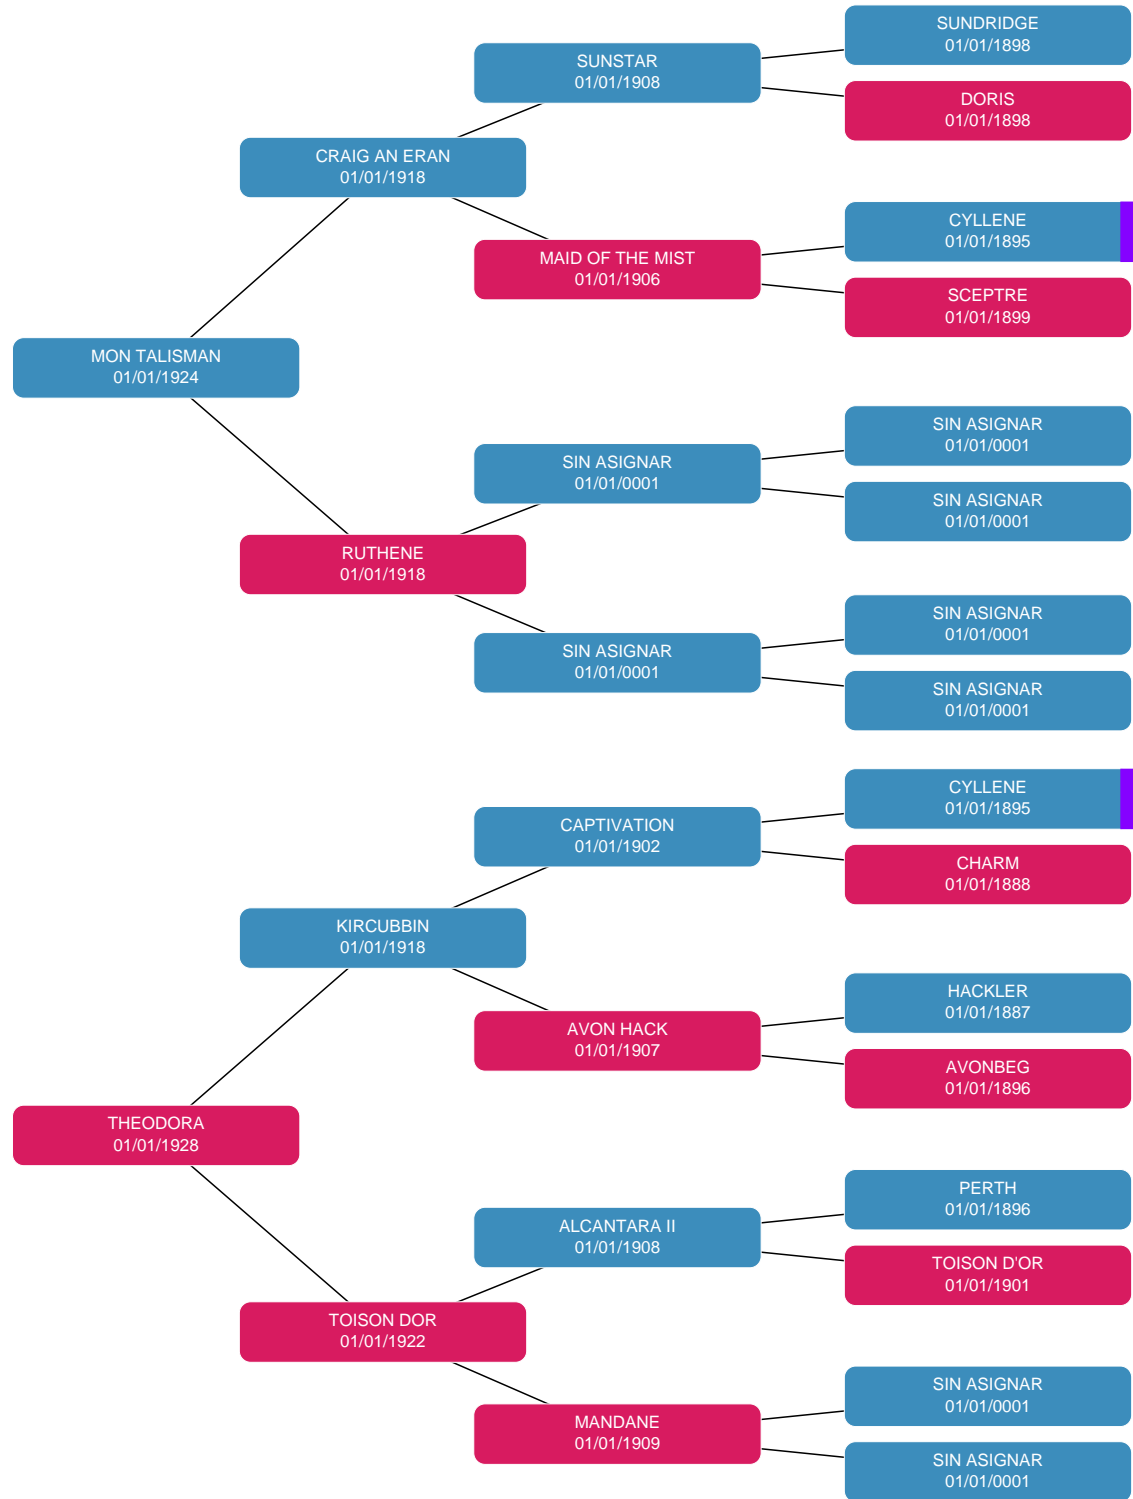 SUNDRIDGE
01/01/1898
SUNSTAR
01/01/1908
DORIS
01/01/1898
CRAIG AN ERAN
01/01/1918
CYLLENE
01/01/1895
MAID OF THE MIST
01/01/1906
SCEPTRE
01/01/1899
MON TALISMAN
01/01/1924
SIN ASIGNAR
01/01/0001
SIN ASIGNAR
01/01/0001
SIN ASIGNAR
01/01/0001
RUTHENE
01/01/1918
SIN ASIGNAR
01/01/0001
SIN ASIGNAR
01/01/0001
SIN ASIGNAR
01/01/0001
CYLLENE
01/01/1895
CAPTIVATION
01/01/1902
CHARM
01/01/1888
KIRCUBBIN
01/01/1918
HACKLER
01/01/1887
AVON HACK
01/01/1907
AVONBEG
01/01/1896
THEODORA
01/01/1928
PERTH
01/01/1896
ALCANTARA II
01/01/1908
TOISON D'OR
01/01/1901
TOISON DOR
01/01/1922
SIN ASIGNAR
01/01/0001
MANDANE
01/01/1909
SIN ASIGNAR
01/01/0001